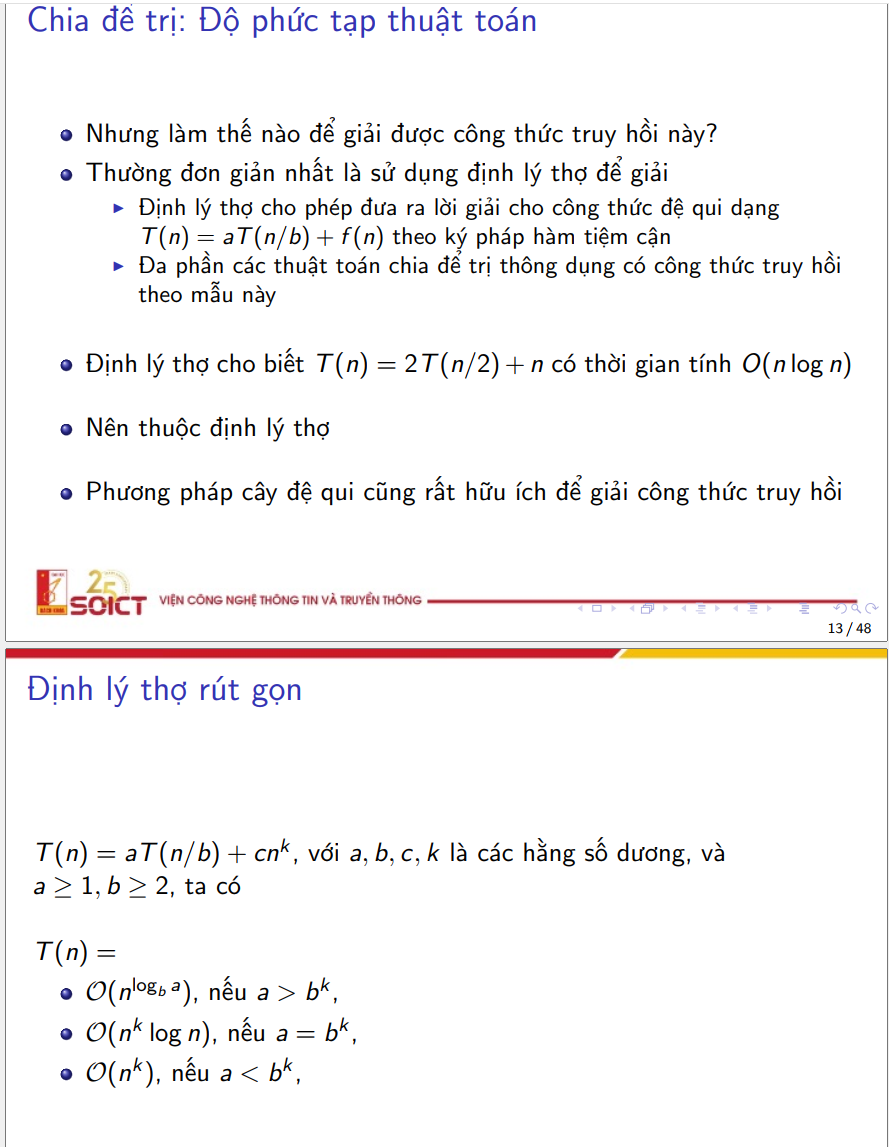 Chia để trị: Độ phức tạp thuật toán
Nhưng làm thế nào để giải được công thức truy hồi này?
Thường đơn giản nhất là sử dụng định lý thợ để giải
Định lý thợ cho phép đưa ra lời giải cho công thức đệ qui dạng
T(n) = aT(n/b) + f(n) theo ký pháp hàm tiệm cận
Đa phần các thuật toán chia để trị thông dụng có công thức truy hồi
theo mẫu này
Định lý thợ cho biết T(n) = 2T(n/2) + n có thời gian tính O(n log n)
Nên thuộc định lý thợ
Phương pháp cây đệ qui cũng rất hữu ích để giải công thức truy hồi
25
SOICT VIỆN CÔNG NGHỆ THÔNG TIN VÀ TRUYỀN THÔNG
13 / 48
Định lý thợ rút gọn
T(n) = aT(n/b) + cn^k, với a, b, c, k là các hằng số dương, và
a ≥ 1, b ≥ 2, ta có
T(n) =
O(n^{log_b a}), nếu a > b^k,
O(n^k log n), nếu a = b^k,
O(n^k), nếu a < b^k,